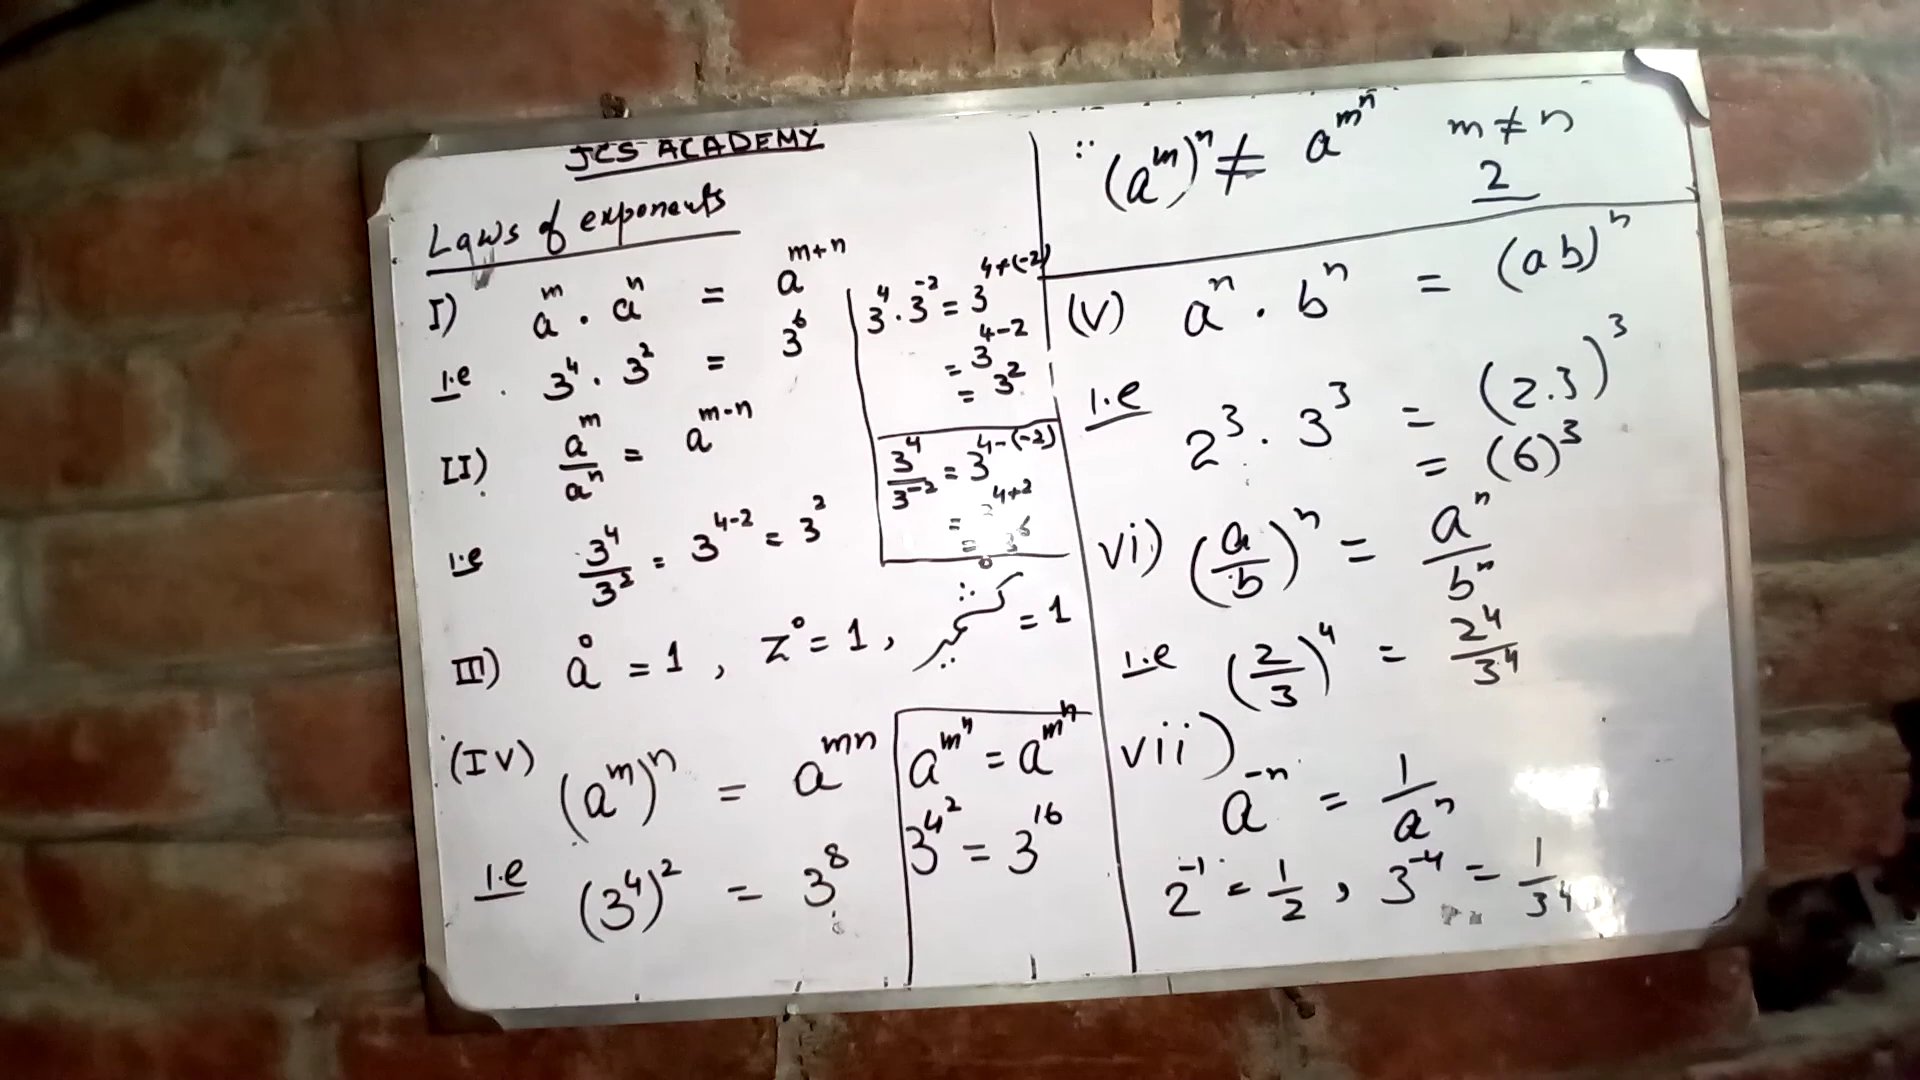 JCS ACADEMY
Laws of exponents
I) a^m . a^n = a^(m+n)
i.e . 3^4 . 3^2 = 3^6
II) a^m/a^n = a^(m-n)
i.e 3^4/3^2 = 3^(4-2) = 3^2
III) a^0 = 1 , z^0 = 1 , = 1
(IV) (a^m)^n = a^(mn)
i.e (3^4)^2 = 3^8
3^4 . 3^-2 = 3^(4+(-2))
= 3^(4-2)
= 3^2
3^4/3^-2 = 3^(4-(-2))
= 3^(4+2)
= 3^6
a^m^n = a^m^n
3^4^2 = 3^16
∵ (a^m)^n ≠ a^m^n m ≠ n
2
(V) a^n . b^n = (ab)^n
i.e 2^3 . 3^3 = (2.3)^3
= (6)^3
vi) (a/b)^n = a^n/b^n
i.e (2/3)^4 = 2^4/3^4
vii)
a^-n = 1/a^n
2^-1 = 1/2 , 3^-4 = 1/3^4